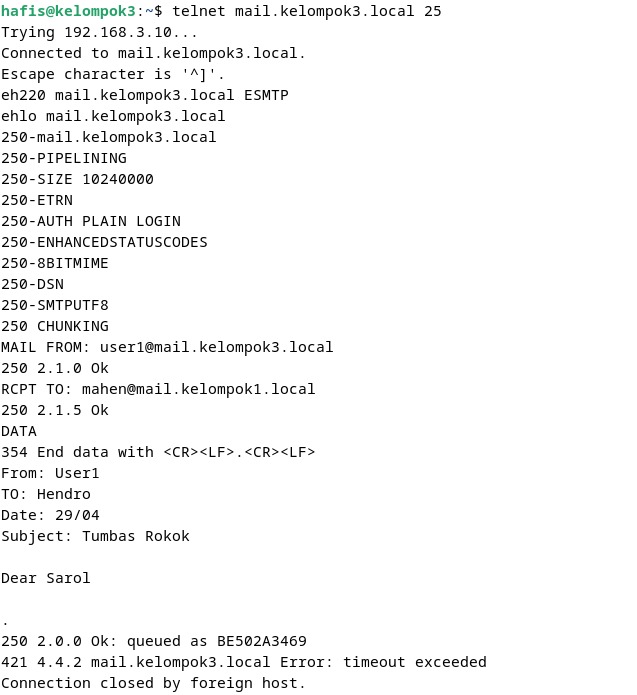 hafis@kelompok3:~$ telnet mail.kelompok3.local 25
Trying 192.168.3.10...
Connected to mail.kelompok3.local.
Escape character is '^]'.
eh220 mail.kelompok3.local ESMTP
ehlo mail.kelompok3.local
250-mail.kelompok3.local
250-PIPELINING
250-SIZE 10240000
250-ETRN
250-AUTH PLAIN LOGIN
250-ENHANCEDSTATUSCODES
250-8BITMIME
250-DSN
250-SMTPUTF8
250 CHUNKING
MAIL FROM: user1@mail.kelompok3.local
250 2.1.0 Ok
RCPT TO: mahen@mail.kelompok1.local
250 2.1.5 Ok
DATA
354 End data with <CR><LF>.<CR><LF>
From: User1
TO: Hendro
Date: 29/04
Subject: Tumbas Rokok

Dear Sarol

.
250 2.0.0 Ok: queued as BE502A3469
421 4.4.2 mail.kelompok3.local Error: timeout exceeded
Connection closed by foreign host.